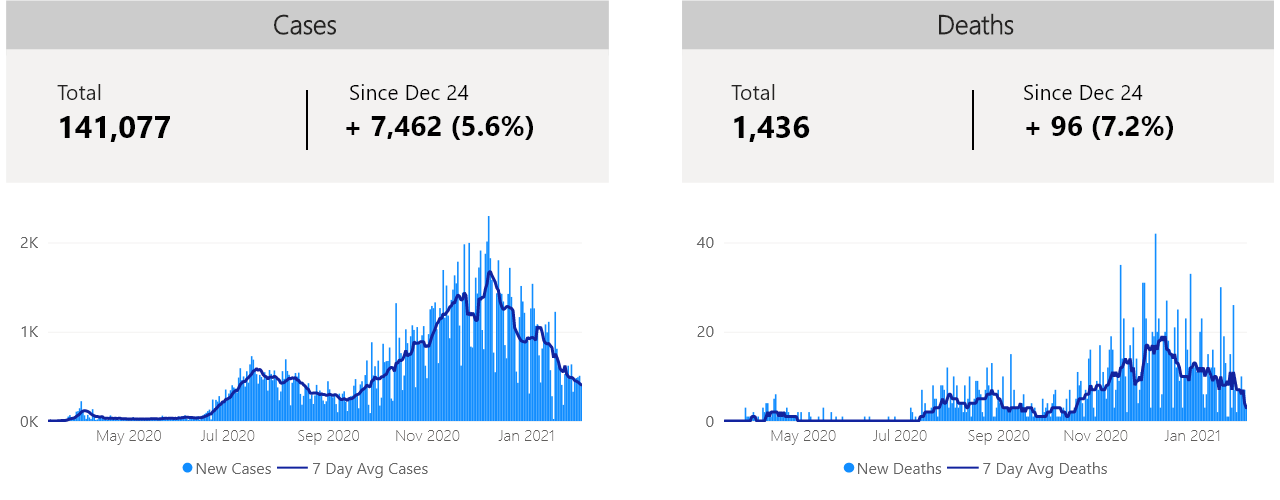 Cases
Total
141,077
Since Dec 24
+ 7,462 (5.6%)
2K
1K
0K
May 2020 Jul 2020 Sep 2020 Nov 2020 Jan 2021
New Cases 7 Day Avg Cases
Deaths
Total
1,436
Since Dec 24
+ 96 (7.2%)
40
20
0
May 2020 Jul 2020 Sep 2020 Nov 2020 Jan 2021
New Deaths 7 Day Avg Deaths